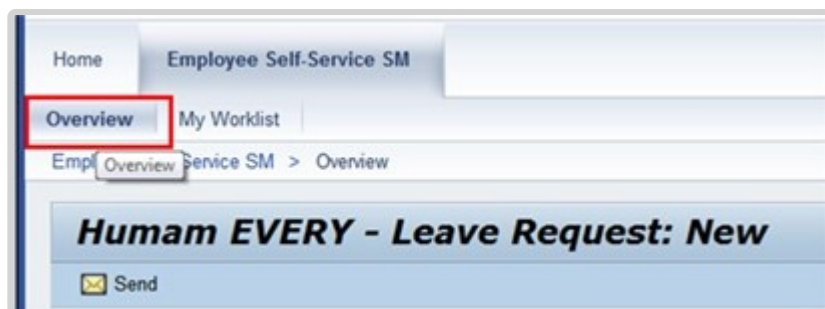 Home Employee Self-Service SM
Overview My Worklist
Overview
Service SM > Overview
Humam EVERY - Leave Request: New
Send